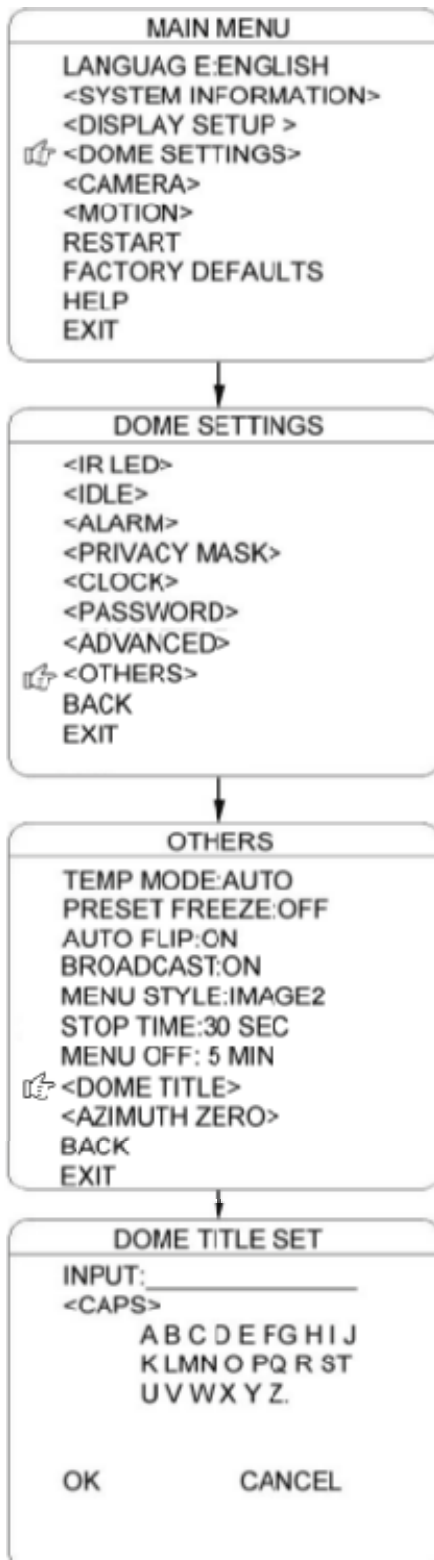 MAIN MENU
LANGUAG E:ENGLISH
<SYSTEM INFORMATION>
<DISPLAY SETUP >
<DOME SETTINGS>
<CAMERA>
<MOTION>
RESTART
FACTORY DEFAULTS
HELP
EXIT
DOME SETTINGS
<IR LED>
<IDLE>
<ALARM>
<PRIVACY MASK>
<CLOCK>
<PASSWORD>
<ADVANCED>
<OTHERS>
BACK
EXIT
OTHERS
TEMP MODE:AUTO
PRESET FREEZE:OFF
AUTO FLIP:ON
BROADCAST:ON
MENU STYLE:IMAGE2
STOP TIME:30 SEC
MENU OFF: 5 MIN
<DOME TITLE>
<AZIMUTH ZERO>
BACK
EXIT
DOME TITLE SET
INPUT:_________________
<CAPS>
A B C D E FG H I J
K LMN O PQ R ST
U V WX Y Z.
OK CANCEL